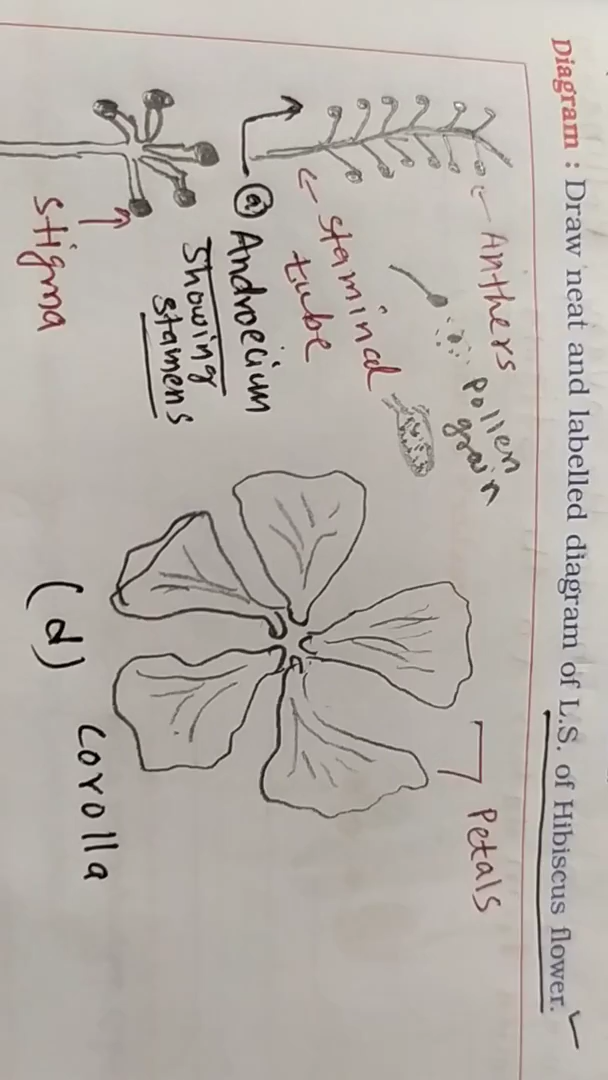 Diagram : Draw neat and labelled diagram of L.S. of Hibiscus flower.
Anthers
pollen
grain
staminal
tube
(a) Androecium
showing
stamens
stigma
Petals
(d) corolla